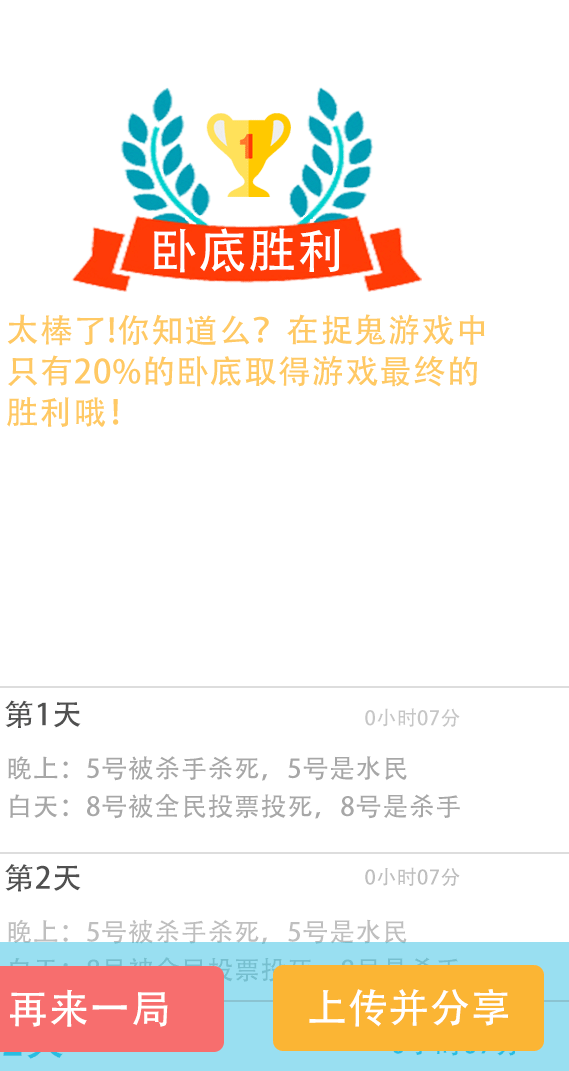 1
卧底胜利
太棒了!你知道么？在捉鬼游戏中
只有20%的卧底取得游戏最终的
胜利哦！
第1天
0小时07分
晚上：5号被杀手杀死，5号是水民
白天：8号被全民投票投死，8号是杀手
第2天
0小时07分
晚上：5号被杀手杀死，5号是水民
再来一局
上传并分享